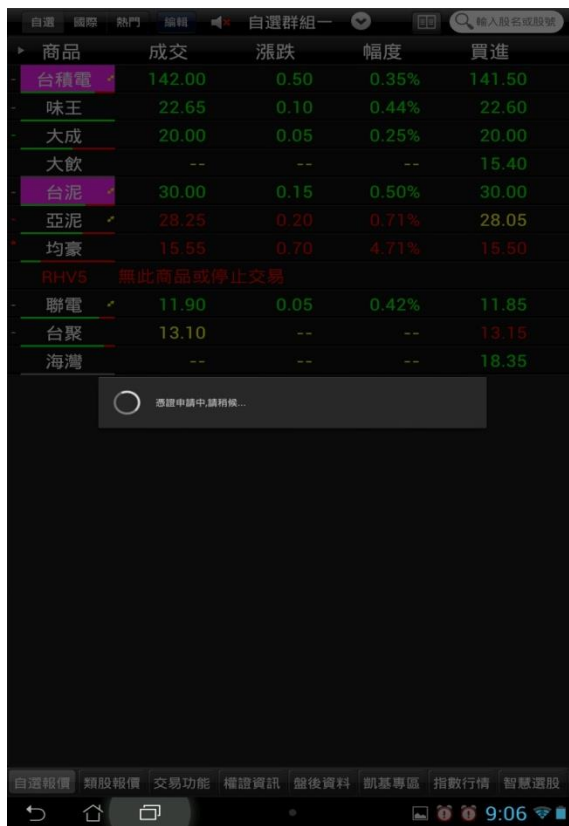 自選 國際 熱門 編輯 自選群組一 輸入股名或股號
商品 成交 漲跌 幅度 買進
台積電 142.00 0.50 0.35% 141.50
味王 22.65 0.10 0.44% 22.60
大成 20.00 0.05 0.25% 20.00
大飲 -- -- -- 15.40
台泥 30.00 0.15 0.50% 30.00
亞泥 28.25 0.20 0.71% 28.05
均豪 15.55 0.70 4.71% 15.50
RHV5 無此商品或停止交易
聯電 11.90 0.05 0.42% 11.85
台聚 13.10 -- -- 13.15
海灣 -- -- -- 18.35
憑證申請中,請稍候...
自選報價 類股報價 交易功能 權證資訊 盤後資料 凱基專區 指數行情 智慧選股
9:06